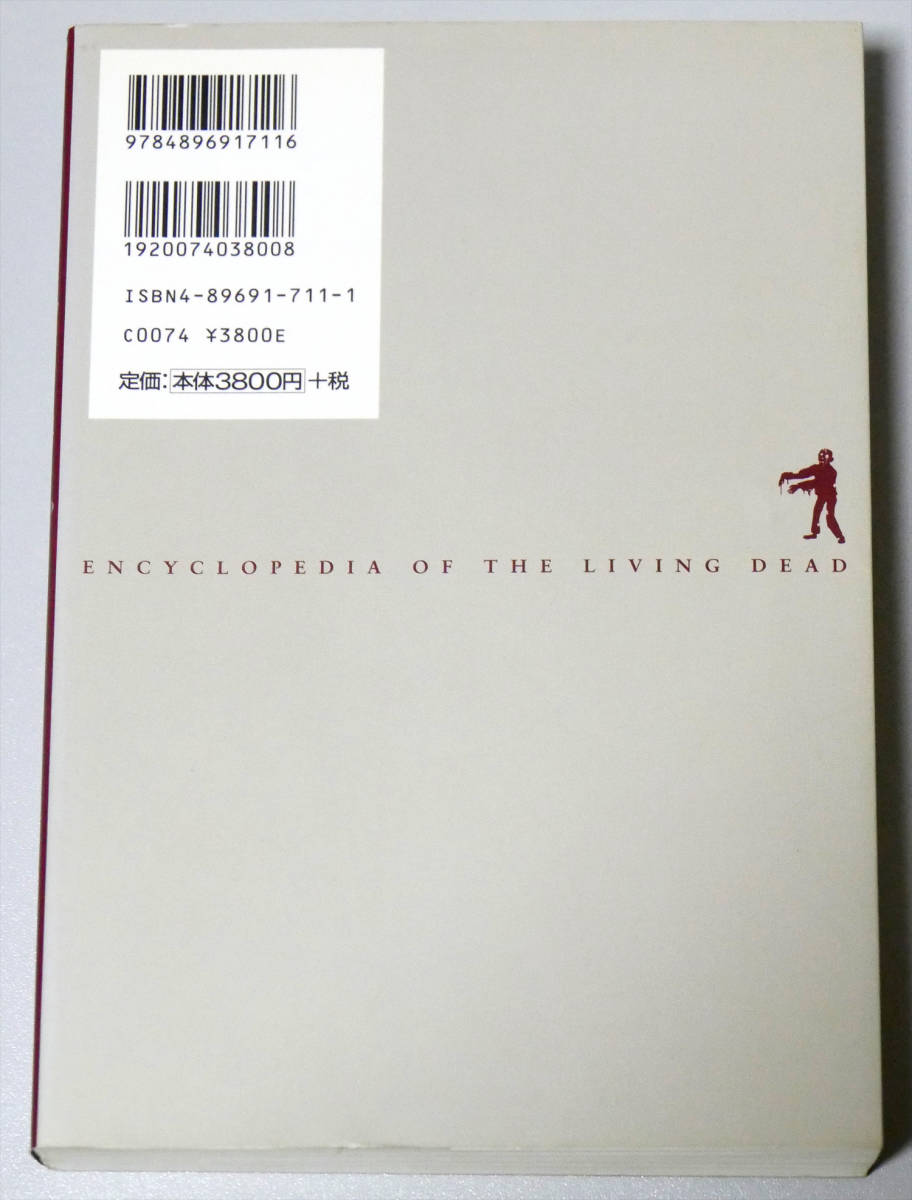 9784896917116
1920074038008
ISBN4-89691-711-1
C0074 ¥3800E
定価：本体3800円＋税
ENCYCLOPEDIA OF THE LIVING DEAD